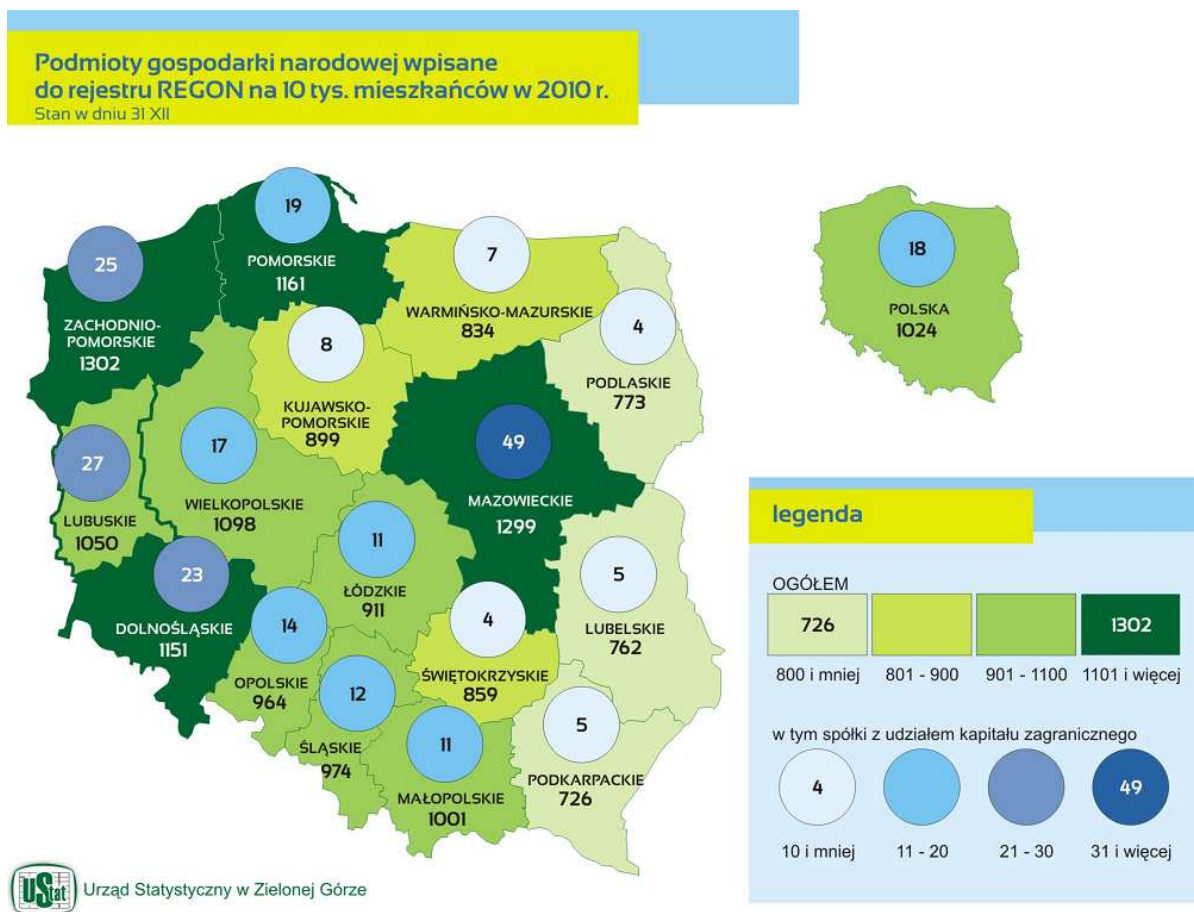 Podmioty gospodarki narodowej wpisane
do rejestru REGON na 10 tys. mieszkańców w 2010 r.
Stan w dniu 31 XII
19
POMORSKIE
1161
25
ZACHODNIO-
POMORSKIE
1302
7
WARMIŃSKO-MAZURSKIE
834
4
PODLASKIE
773
8
KUJAWSKO-
POMORSKIE
899
18
POLSKA
1024
27
LUBUSKIE
1050
17
WIELKOPOLSKIE
1098
49
MAZOWIECKIE
1299
11
ŁÓDZKIE
911
23
DOLNOŚLĄSKIE
1151
5
LUBELSKIE
762
14
OPOLSKIE
964
4
ŚWIĘTOKRZYSKIE
859
12
ŚLĄSKIE
974
11
MAŁOPOLSKIE
1001
5
PODKARPACKIE
726
legenda
OGÓŁEM
726
1302
800 i mniej
801 - 900
901 - 1100
1101 i więcej
w tym spółki z udziałem kapitału zagranicznego
4
49
10 i mniej
11 - 20
21 - 30
31 i więcej
UStat
Urząd Statystyczny w Zielonej Górze